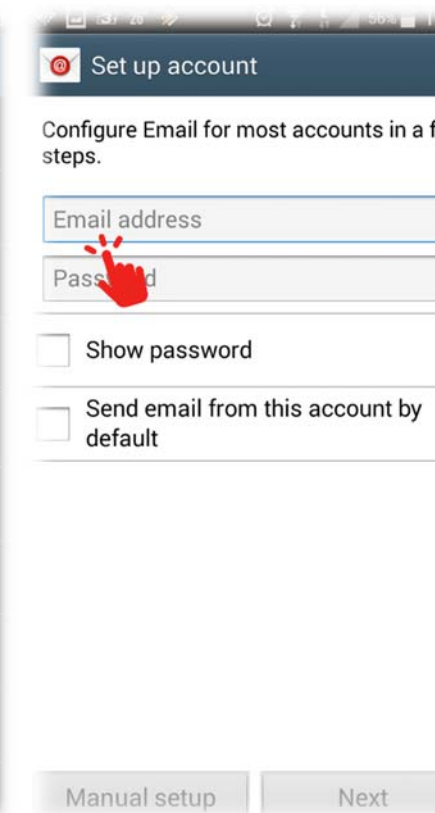 56%
Set up account
Configure Email for most accounts in a f
steps.
Email address
Show password
Send email from this account by
default
Manual setup
Next